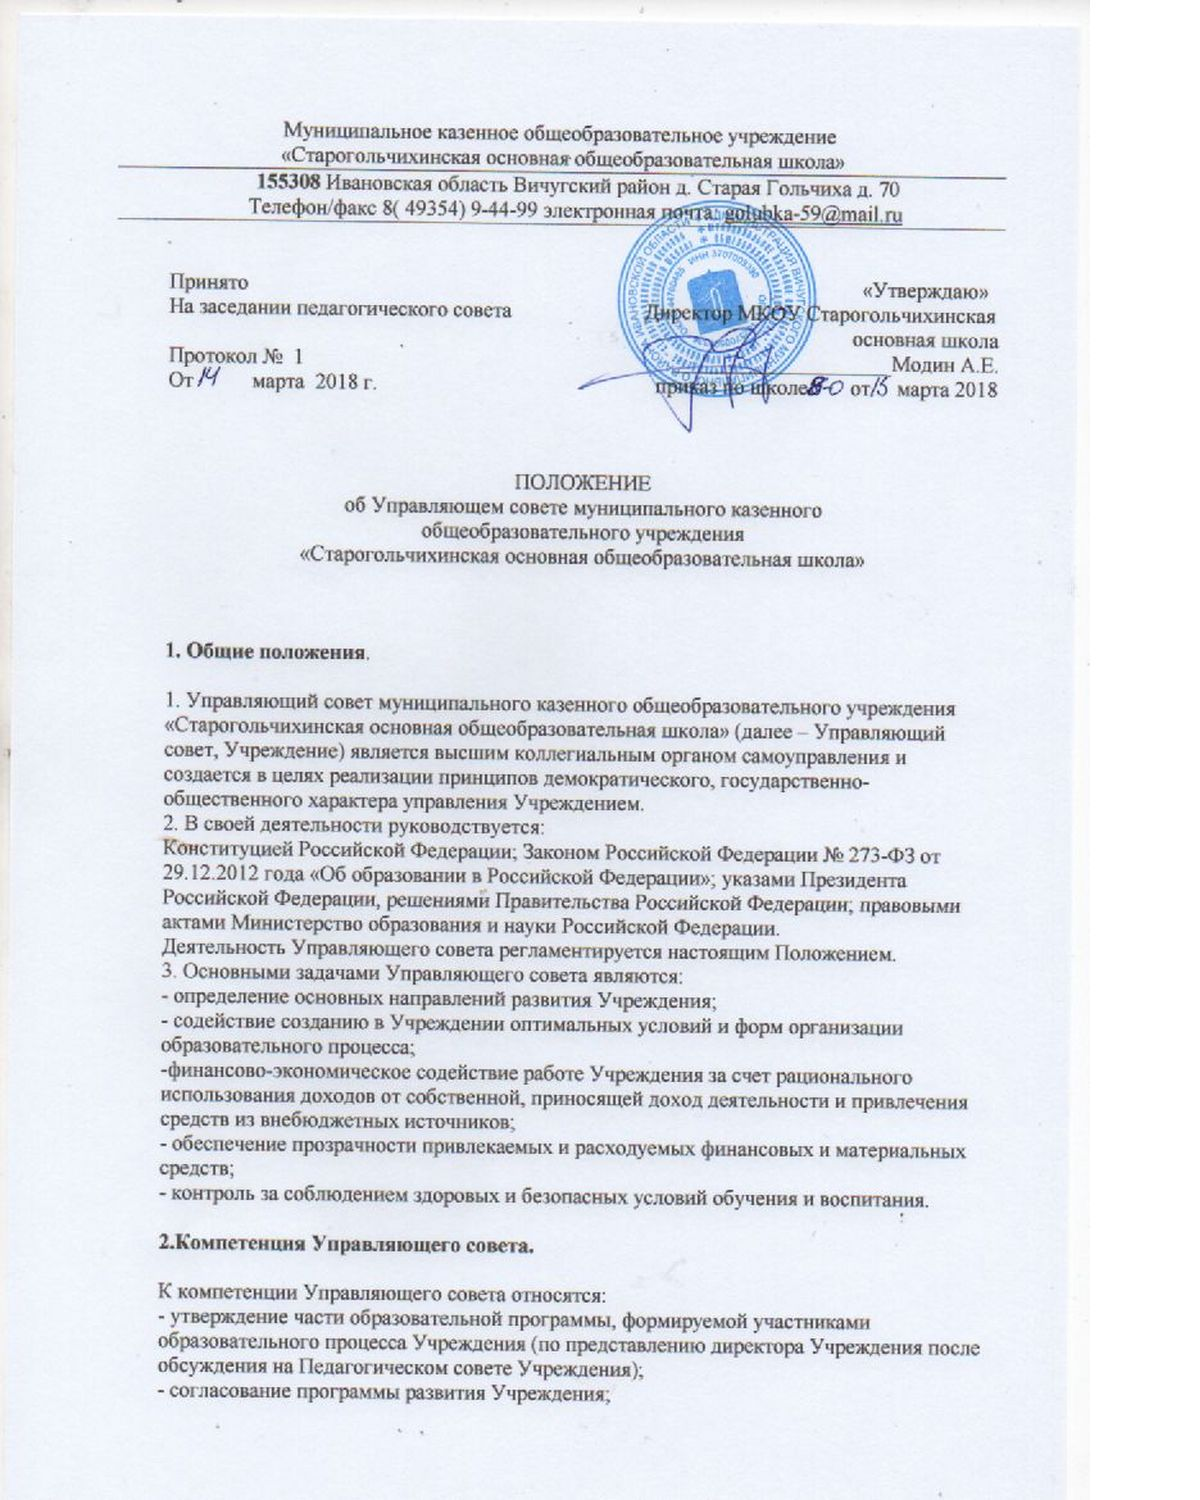 Муниципальное казенное общеобразовательное учреждение
«Старогольчихинская основная общеобразовательная школа»
155308 Ивановская область Вичугский район д. Старая Гольчиха д. 70
Телефон/факс 8( 49354) 9-44-99 электронная почта: golubka-59@mail.ru
Принято
На заседании педагогического совета
Протокол № 1
От 14 марта 2018 г.
«Утверждаю»
Директор МКОУ Старогольчихинская
основная школа
Модин А.Е.
приказ по школе 80 от 15 марта 2018
ПОЛОЖЕНИЕ
об Управляющем совете муниципального казенного
общеобразовательного учреждения
«Старогольчихинская основная общеобразовательная школа»
1. Общие положения.
1. Управляющий совет муниципального казенного общеобразовательного учреждения
«Старогольчихинская основная общеобразовательная школа» (далее – Управляющий
совет, Учреждение) является высшим коллегиальным органом самоуправления и
создается в целях реализации принципов демократического, государственно-
общественного характера управления Учреждением.
2. В своей деятельности руководствуется:
Конституцией Российской Федерации; Законом Российской Федерации № 273-ФЗ от
29.12.2012 года «Об образовании в Российской Федерации»; указами Президента
Российской Федерации, решениями Правительства Российской Федерации; правовыми
актами Министерство образования и науки Российской Федерации.
Деятельность Управляющего совета регламентируется настоящим Положением.
3. Основными задачами Управляющего совета являются:
- определение основных направлений развития Учреждения;
- содействие созданию в Учреждении оптимальных условий и форм организации
образовательного процесса;
-финансово-экономическое содействие работе Учреждения за счет рационального
использования доходов от собственной, приносящей доход деятельности и привлечения
средств из внебюджетных источников;
- обеспечение прозрачности привлекаемых и расходуемых финансовых и материальных
средств;
- контроль за соблюдением здоровых и безопасных условий обучения и воспитания.
2.Компетенция Управляющего совета.
К компетенции Управляющего совета относятся:
- утверждение части образовательной программы, формируемой участниками
образовательного процесса Учреждения (по представлению директора Учреждения после
обсуждения на Педагогическом совете Учреждения);
- согласование программы развития Учреждения;